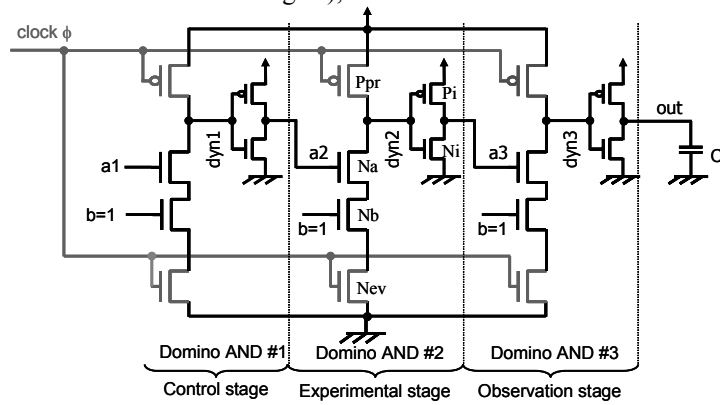 clock ϕ
Ppr
Pi
out
dyn1
a2
Na
dyn2
Ni
a3
dyn3
C
a1
b=1
Nb
b=1
b=1
Nev
Domino AND #1
Domino AND #2
Domino AND #3
Control stage
Experimental stage
Observation stage